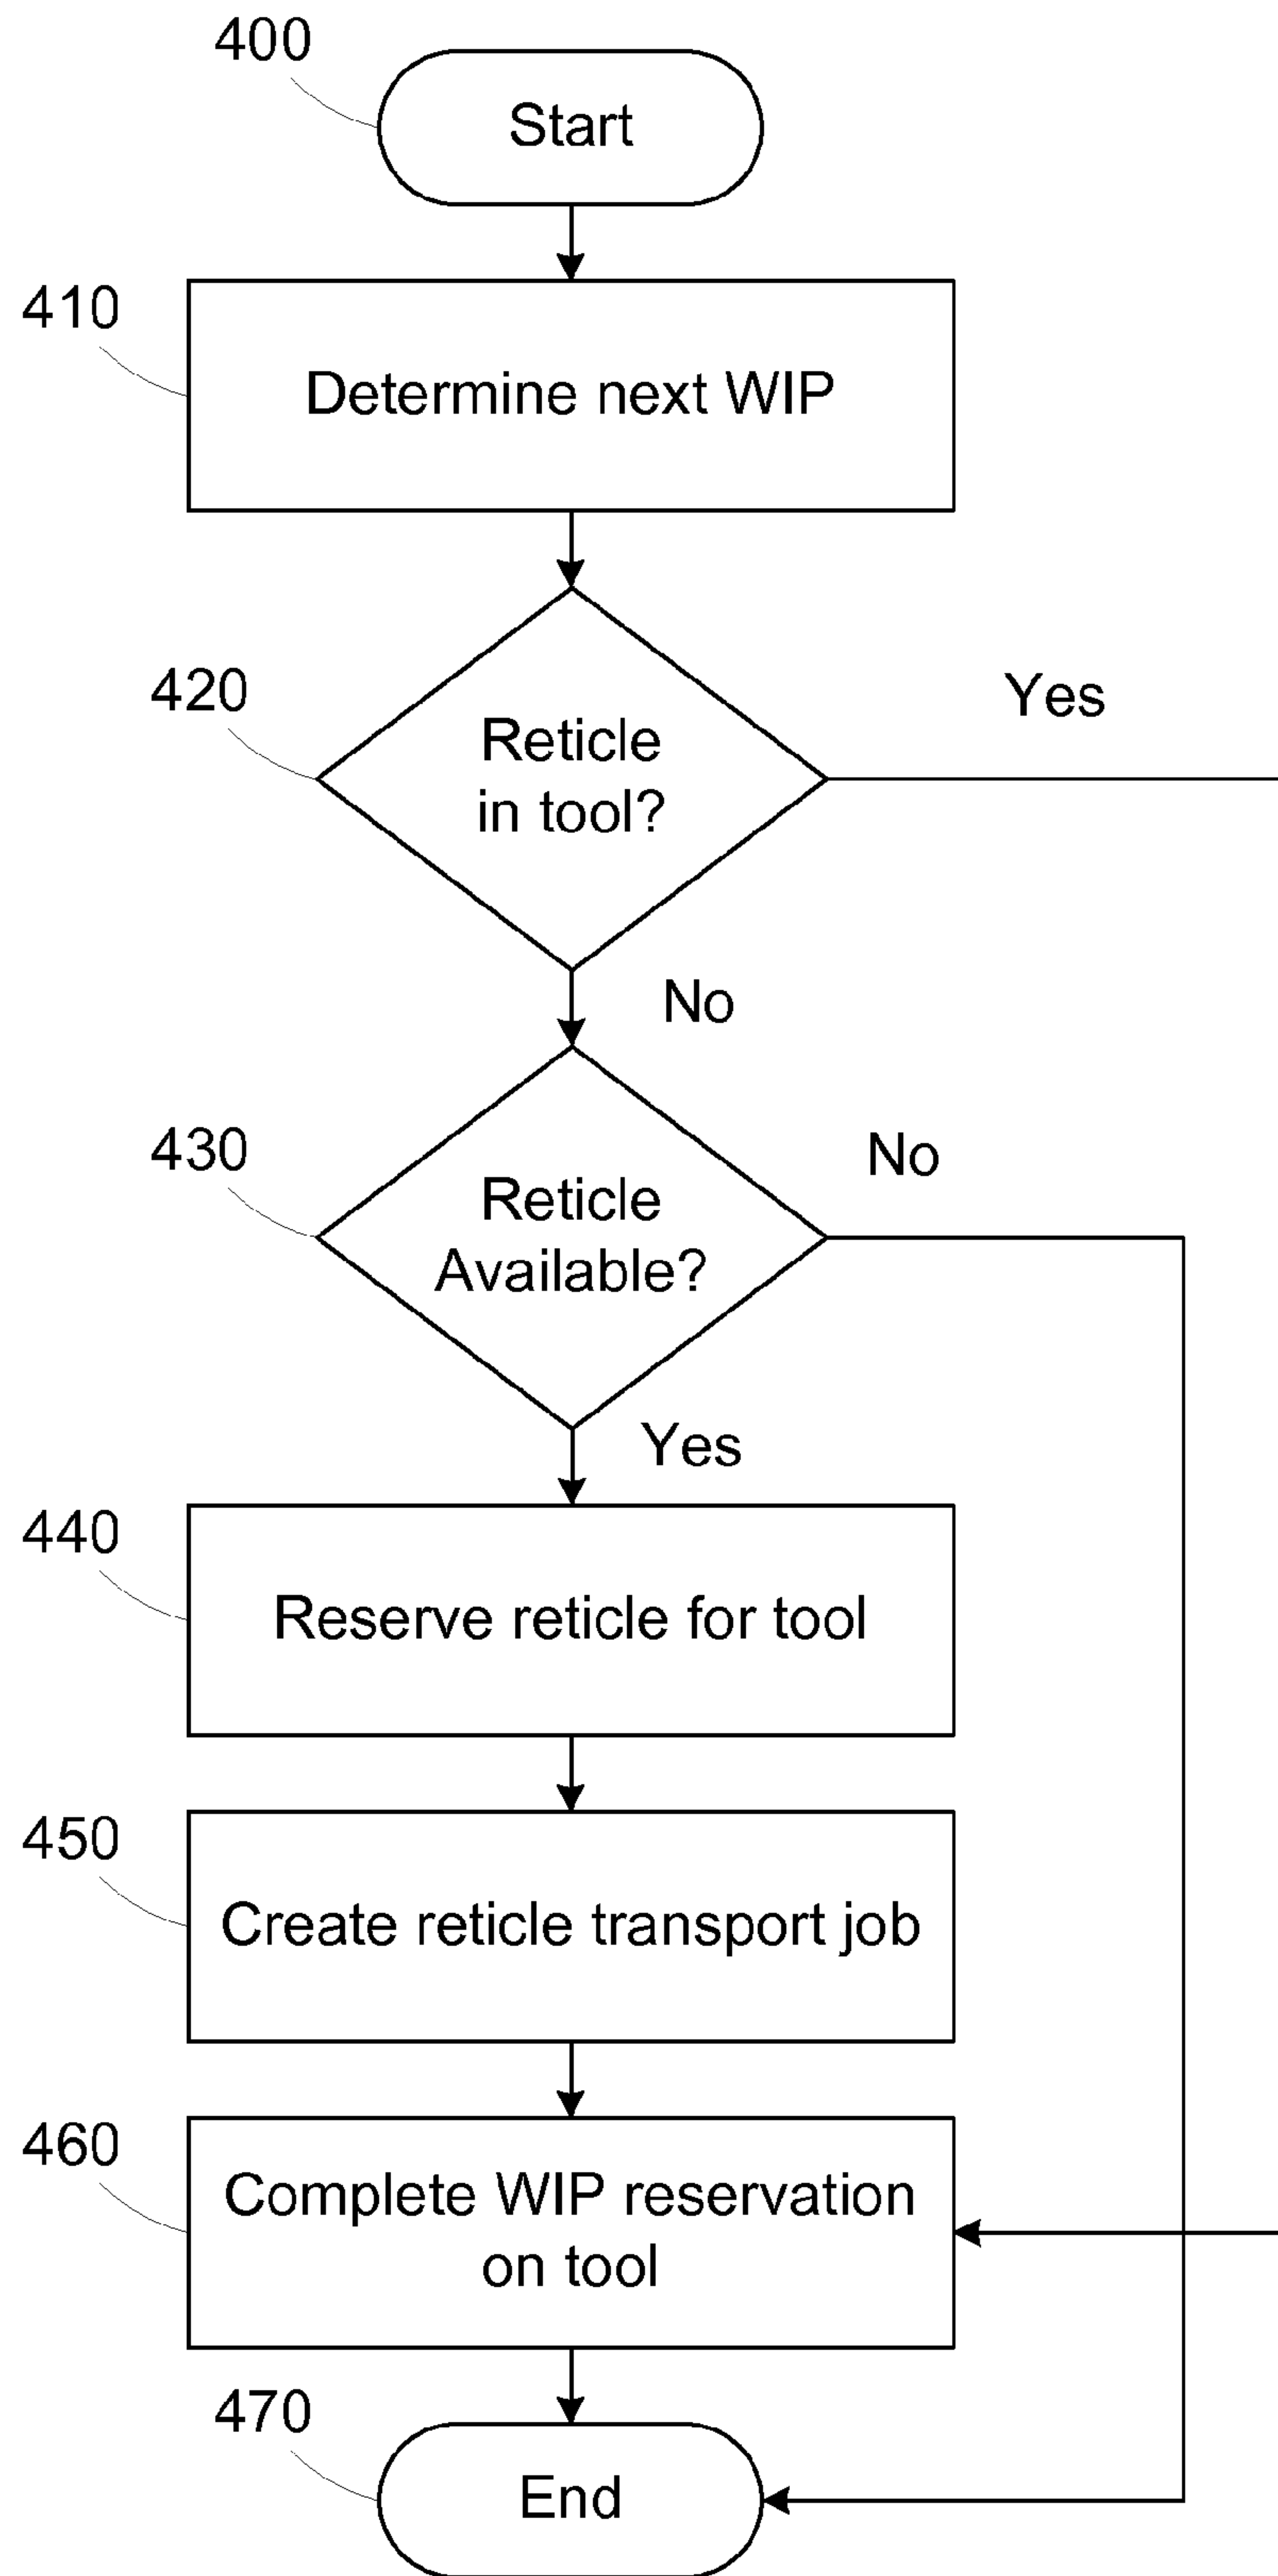 400
Start
410
Determine next WIP
420
Reticle
in tool?
Yes
No
430
Reticle
Available?
No
Yes
440
Reserve reticle for tool
450
Create reticle transport job
460
Complete WIP reservation
on tool
470
End